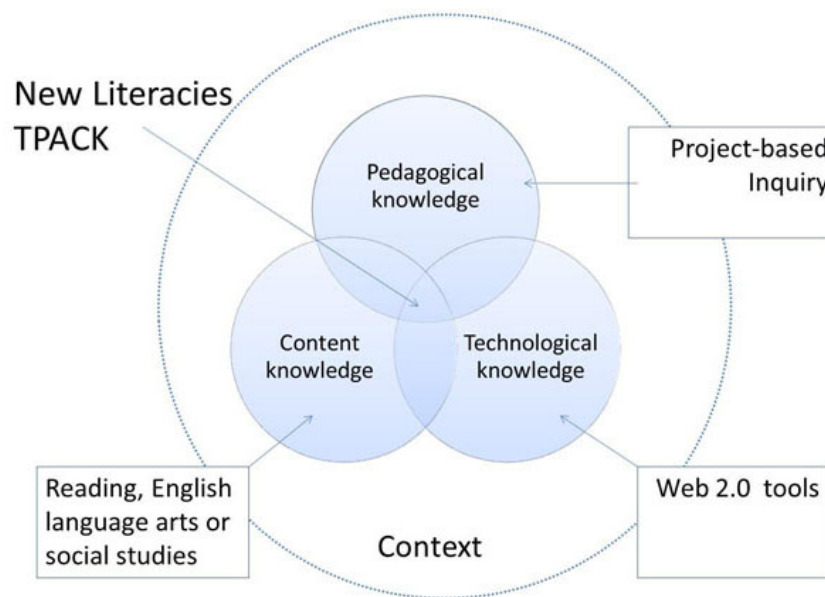 New Literacies
TPACK
Pedagogical
knowledge
Project-based
Inquiry
Content
knowledge
Technological
knowledge
Reading, English
language arts or
social studies
Context
Web 2.0 tools